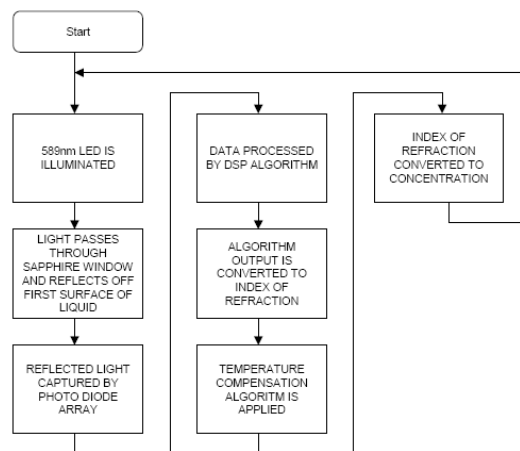 Start
589nm LED IS
ILLUMINATED
LIGHT PASSES
THROUGH
SAPPHIRE WINDOW
AND REFLECTS OFF
FIRST SURFACE OF
LIQUID
REFLECTED LIGHT
CAPTURED BY
PHOTO DIODE
ARRAY
DATA PROCESSED
BY DSP ALGORITHM
ALGORITHM
OUTPUT IS
CONVERTED TO
INDEX OF
REFRACTION
TEMPERATURE
COMPENSATION
ALGORITM IS
APPLIED
INDEX OF
REFRACTION
CONVERTED TO
CONCENTRATION